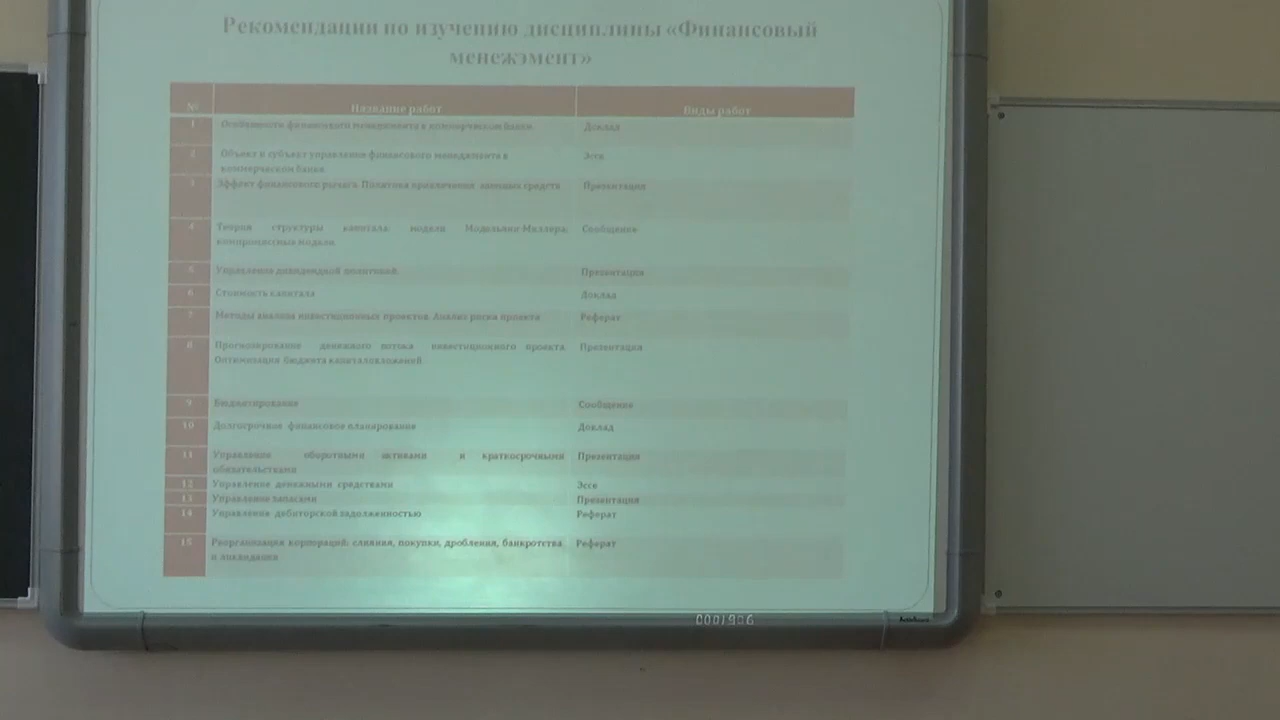 Рекомендации по изучению дисциплины «Финансовый
менежэмент»
№ Название работ Виды работ
1 Особенности финансового менеджмента в коммерческом банке Доклад
2 Объект и субъект управления финансового менеджмента в Эссе
коммерческом банке
3 Эффект финансового рычага. Политика привлечения заемных средств Презентация
4 Теории структуры капитала: модели Модильяни-Миллера, Сообщение
компромиссные модели.
5 Управление дивидендной политикой. Презентация
6 Стоимость капитала Доклад
7 Методы анализа инвестиционных проектов. Анализ риска проекта Реферат
8 Прогнозирование денежного потока инвестиционного проекта. Презентация
Оптимизация бюджета капиталовложений.
9 Бюджетирование Сообщение
10 Долгосрочное финансовое планирование Доклад
11 Управление оборотными активами и краткосрочными Презентация
обязательствами
12 Управление денежными средствами Эссе
13 Управление запасами Презентация
14 Управление дебиторской задолженностью Реферат
15 Реорганизация корпораций: слияния, покупки, дробления, банкротства Реферат
и ликвидация